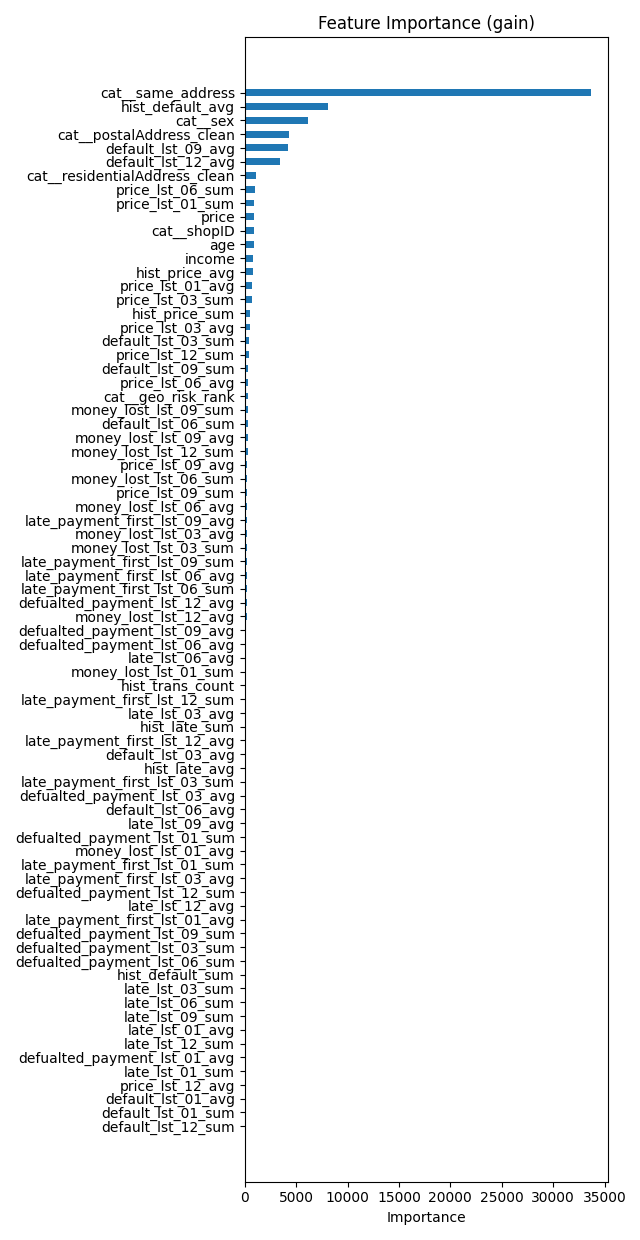 Feature Importance (gain)
cat__same_address
hist_default_avg
cat__sex
cat__postalAddress_clean
default_lst_09_avg
default_lst_12_avg
cat__residentialAddress_clean
price_lst_06_sum
price_lst_01_sum
price
cat__shopID
age
income
hist_price_avg
price_lst_01_avg
price_lst_03_sum
hist_price_sum
price_lst_03_avg
default_lst_03_sum
price_lst_12_sum
default_lst_09_sum
price_lst_06_avg
cat__geo_risk_rank
money_lost_lst_09_sum
default_lst_06_sum
money_lost_lst_09_avg
money_lost_lst_12_sum
price_lst_09_avg
money_lost_lst_06_sum
price_lst_09_sum
money_lost_lst_06_avg
late_payment_first_lst_09_avg
money_lost_lst_03_avg
money_lost_lst_03_sum
late_payment_first_lst_09_sum
late_payment_first_lst_06_avg
late_payment_first_lst_06_sum
defualted_payment_lst_12_avg
money_lost_lst_12_avg
defualted_payment_lst_09_avg
defualted_payment_lst_06_avg
late_lst_06_avg
money_lost_lst_01_sum
hist_trans_count
late_payment_first_lst_12_sum
late_lst_03_avg
hist_late_sum
late_payment_first_lst_12_avg
default_lst_03_avg
hist_late_avg
late_payment_first_lst_03_sum
defualted_payment_lst_03_avg
default_lst_06_avg
late_lst_09_avg
defualted_payment_lst_01_sum
money_lost_lst_01_avg
late_payment_first_lst_01_sum
late_payment_first_lst_03_avg
defualted_payment_lst_12_sum
late_lst_12_avg
late_payment_first_lst_01_avg
defualted_payment_lst_09_sum
defualted_payment_lst_03_sum
defualted_payment_lst_06_sum
hist_default_sum
late_lst_03_sum
late_lst_06_sum
late_lst_09_sum
late_lst_01_avg
late_lst_12_sum
defualted_payment_lst_01_avg
late_lst_01_sum
price_lst_12_avg
default_lst_01_avg
default_lst_01_sum
default_lst_12_sum
0 5000 10000 15000 20000 25000 30000 35000
Importance